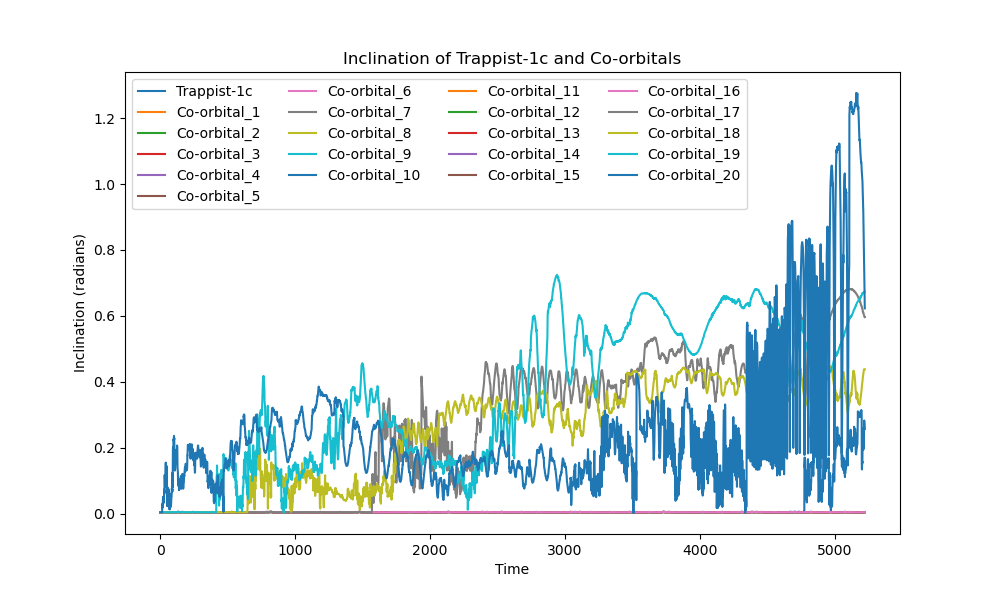 Inclination of Trappist-1c and Co-orbitals
Trappist-1c
Co-orbital_1
Co-orbital_2
Co-orbital_3
Co-orbital_4
Co-orbital_5
Co-orbital_6
Co-orbital_7
Co-orbital_8
Co-orbital_9
Co-orbital_10
Co-orbital_11
Co-orbital_12
Co-orbital_13
Co-orbital_14
Co-orbital_15
Co-orbital_16
Co-orbital_17
Co-orbital_18
Co-orbital_19
Co-orbital_20
Inclination (radians)
1.2
1.0
0.8
0.6
0.4
0.2
0.0
0 1000 2000 3000 4000 5000
Time